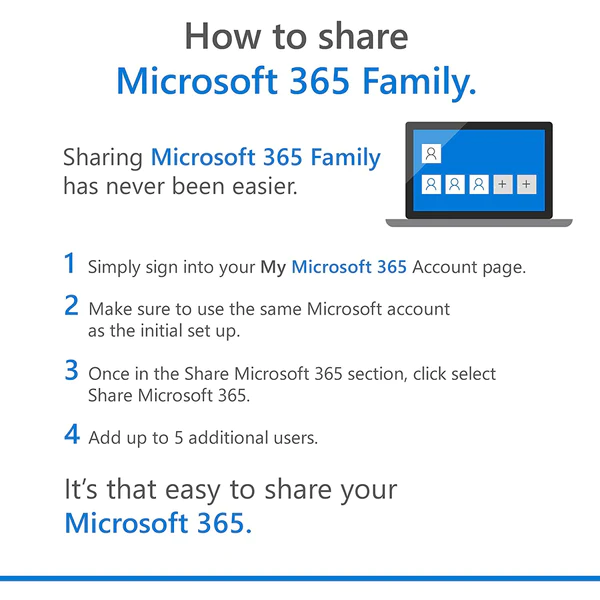 How to share
Microsoft 365 Family.
Sharing Microsoft 365 Family
has never been easier.
1 Simply sign into your My Microsoft 365 Account page.
2 Make sure to use the same Microsoft account
as the initial set up.
3 Once in the Share Microsoft 365 section, click select
Share Microsoft 365.
4 Add up to 5 additional users.
It's that easy to share your
Microsoft 365.